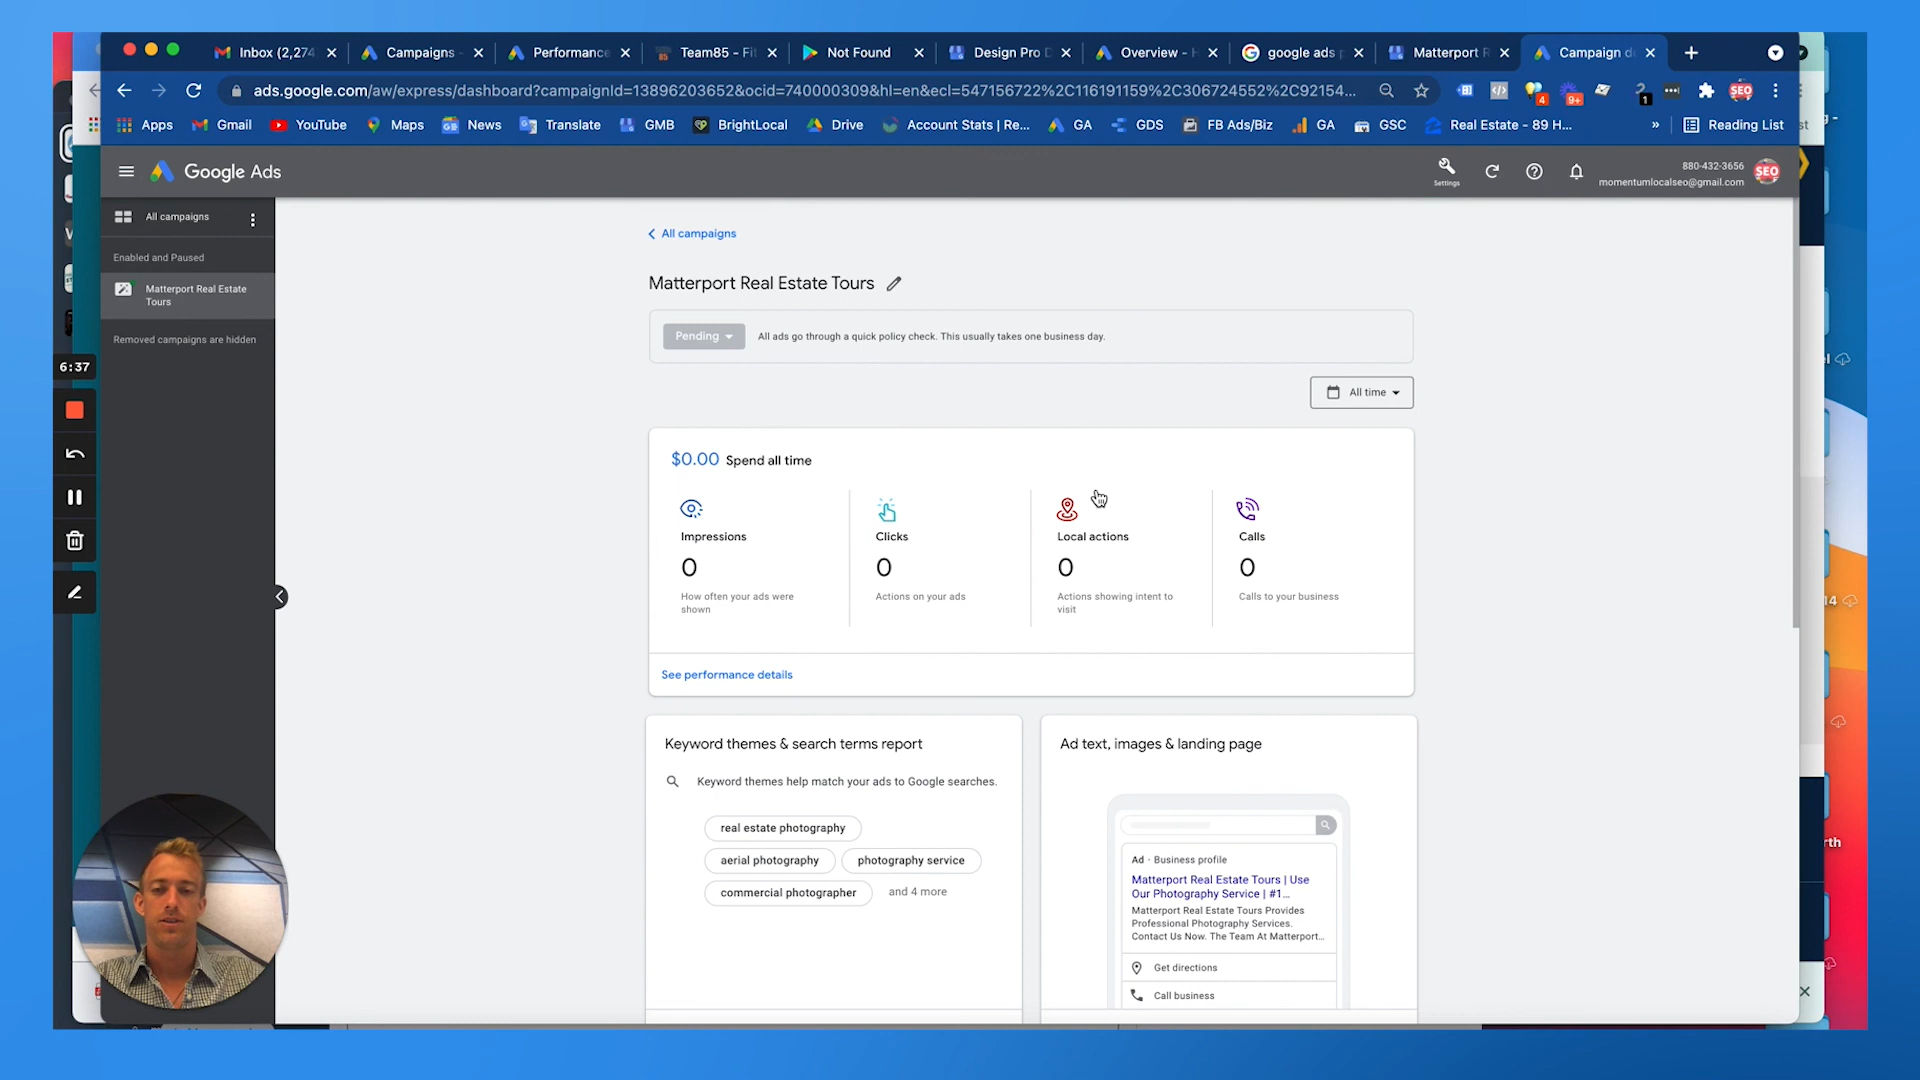 Inbox (2,274
Campaigns -
Performance
Team85 - Fit
Not Found
Design Pro D
Overview - H
google ads p
Matterport R
Campaign d
ads.google.com/aw/express/dashboard?campaignId=13896203652&ocid=740000309&hl=en&ecl=547156722%2C116191159%2C306724552%2C92154...
4
9+
1
SEO
Apps
Gmail
YouTube
Maps
News
Translate
GMB
BrightLocal
Drive
Account Stats | Re...
GA
GDS
FB Ads/Biz
GA
GSC
Real Estate - 89 H...
»
Reading List
Google Ads
Settings
880-432-3656
momentumlocalseo@gmail.com
SEO
All campaigns
Enabled and Paused
Matterport Real Estate
Tours
Removed campaigns are hidden
6:37
All campaigns
Matterport Real Estate Tours
Pending
All ads go through a quick policy check. This usually takes one business day.
All time
$0.00 Spend all time
Impressions
0
How often your ads were
shown
Clicks
0
Actions on your ads
Local actions
0
Actions showing intent to
visit
Calls
0
Calls to your business
See performance details
Keyword themes & search terms report
Keyword themes help match your ads to Google searches.
real estate photography
aerial photography
photography service
commercial photographer
and 4 more
Ad text, images & landing page
Ad · Business profile
Matterport Real Estate Tours | Use
Our Photography Service | #1...
Matterport Real Estate Tours Provides
Professional Photography Services.
Contact Us Now. The Team At Matterport...
Get directions
Call business
14
rth